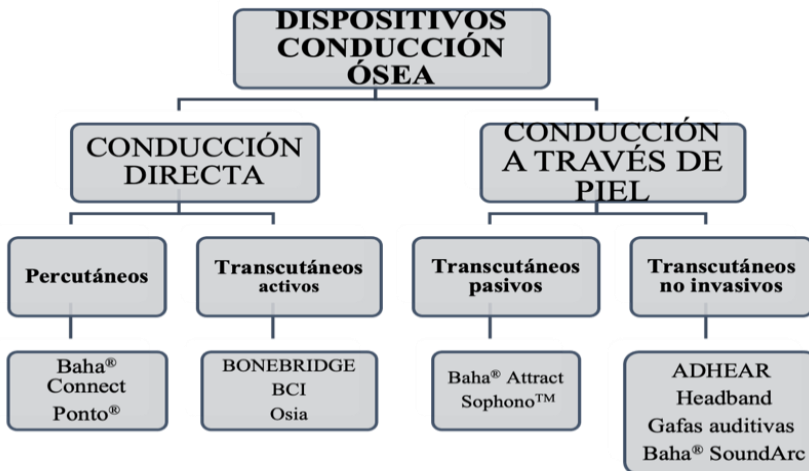 DISPOSITIVOS
CONDUCCIÓN
ÓSEA
CONDUCCIÓN
DIRECTA
CONDUCCIÓN
A TRAVÉS DE
PIEL
Percutáneos
Transcutáneos
activos
Transcutáneos
pasivos
Transcutáneos
no invasivos
Baha®
Connect
Ponto®
BONEBRIDGE
BCI
Osia
Baha® Attract
Sophono™
ADHEAR
Headband
Gafas auditivas
Baha® SoundArc